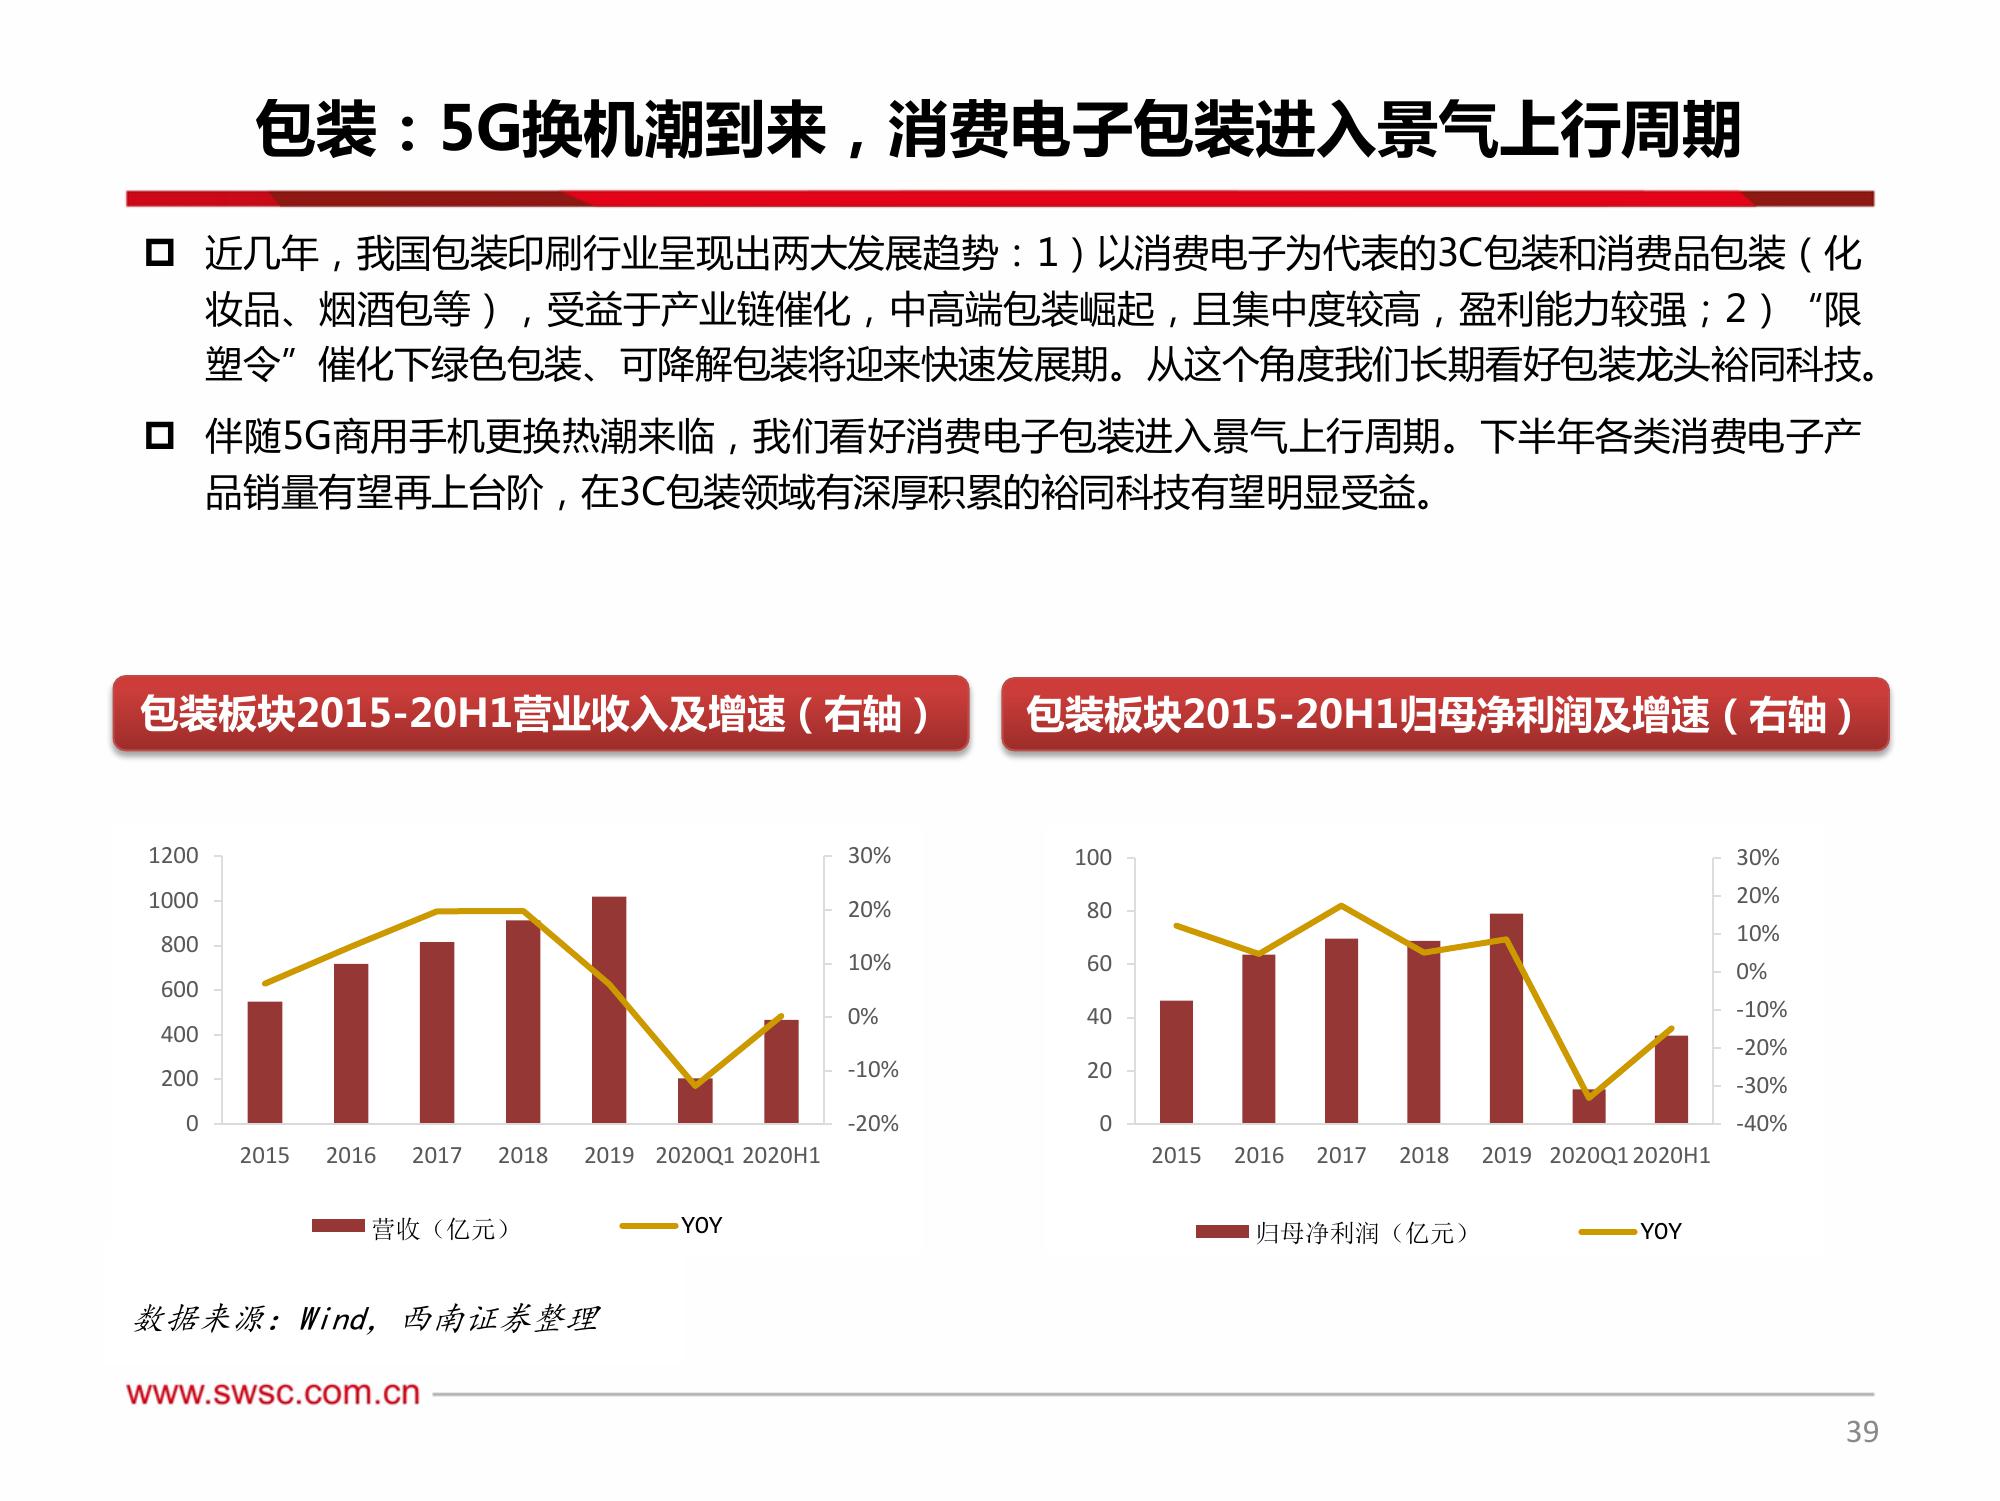 包装：5G换机潮到来，消费电子包装进入景气上行周期
近几年，我国包装印刷行业呈现出两大发展趋势：1）以消费电子为代表的3C包装和消费品包装（化
妆品、烟酒包等），受益于产业链催化，中高端包装崛起，且集中度较高，盈利能力较强；2）“限
塑令”催化下绿色包装、可降解包装将迎来快速发展期。从这个角度我们长期看好包装龙头裕同科技。
伴随5G商用手机更换热潮来临，我们看好消费电子包装进入景气上行周期。下半年各类消费电子产
品销量有望再上台阶，在3C包装领域有深厚积累的裕同科技有望明显受益。
包装板块2015-20H1营业收入及增速（右轴）
1200
1000
800
600
400
200
0
30%
20%
10%
0%
-10%
-20%
2015 2016 2017 2018 2019 2020Q1 2020H1
营收（亿元） YOY
包装板块2015-20H1归母净利润及增速（右轴）
100
80
60
40
20
0
30%
20%
10%
0%
-10%
-20%
-30%
-40%
2015 2016 2017 2018 2019 2020Q1 2020H1
归母净利润（亿元） YOY
数据来源：Wind，西南证券整理
www.swsc.com.cn
39